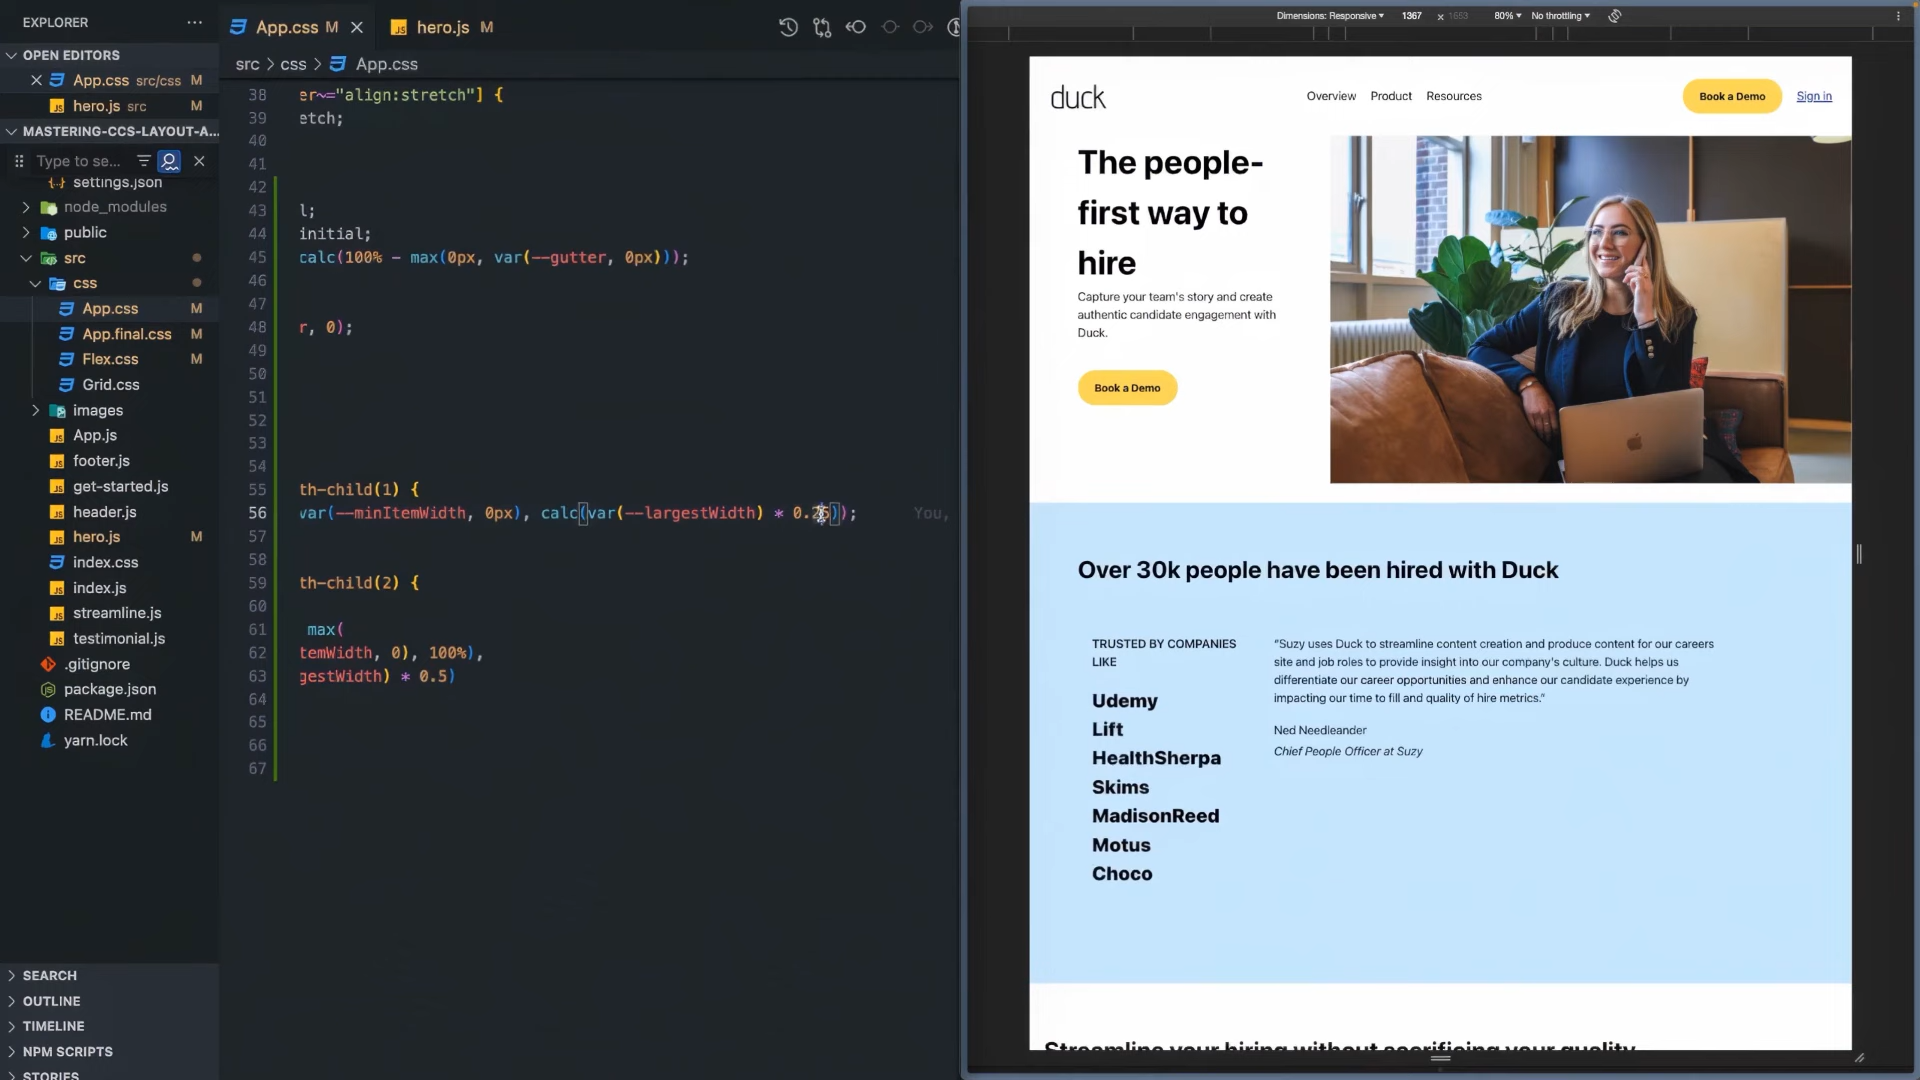 EXPLORER
OPEN EDITORS
App.css src/css M
hero.js src M
MASTERING-CCS-LAYOUT-A...
Type to se...
settings.json
node_modules
public
src
css
App.css M
App.final.css M
Flex.css M
Grid.css
images
App.js
footer.js
get-started.js
header.js
hero.js M
index.css
index.js
streamline.js
testimonial.js
.gitignore
package.json
README.md
yarn.lock
SEARCH
OUTLINE
TIMELINE
NPM SCRIPTS
STORIES
App.css M
hero.js M
src > css > App.css
38 er~="align:stretch"] {
39 etch;
40
41
42
43 l;
44 initial;
45 calc(100% - max(0px, var(--gutter, 0px)));
46
47
48 r, 0);
49
50
51
52
53
54
55 th-child(1) {
56 var(--minItemWidth, 0px), calc(var(--largestWidth) * 0.25)); You,
57
58
59 th-child(2) {
60
61 max(
62 temWidth, 0), 100%),
63 gestWidth) * 0.5)
64
65
66
67
Dimensions: Responsive 1367 × 1653 80% No throttling
duck
Overview Product Resources
Book a Demo
Sign in
The people-
first way to
hire
Capture your team's story and create
authentic candidate engagement with
Duck.
Book a Demo
Over 30k people have been hired with Duck
TRUSTED BY COMPANIES
LIKE
Udemy
Lift
HealthSherpa
Skims
MadisonReed
Motus
Choco
"Suzy uses Duck to streamline content creation and produce content for our careers
site and job roles to provide insight into our company's culture. Duck helps us
differentiate our career opportunities and enhance our candidate experience by
impacting our time to fill and quality of hire metrics."
Ned Needleander
Chief People Officer at Suzy
Streamline your hiring without sacrificing your quality